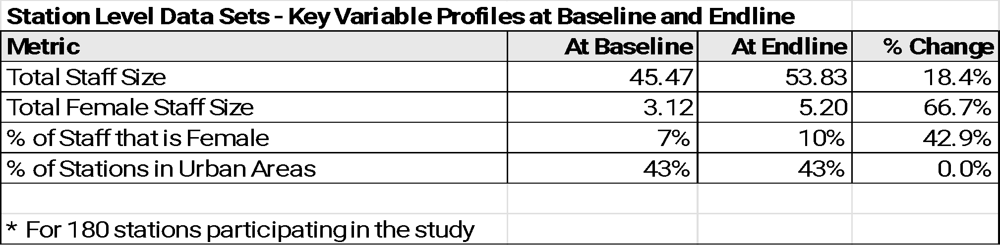 Station Level Data Sets - Key Variable Profiles at Baseline and Endline
Metric At Baseline At Endline % Change
Total Staff Size 45.47 53.83 18.4%
Total Female Staff Size 3.12 5.20 66.7%
% of Staff that is Female 7% 10% 42.9%
% of Stations in Urban Areas 43% 43% 0.0%
* For 180 stations participating in the study